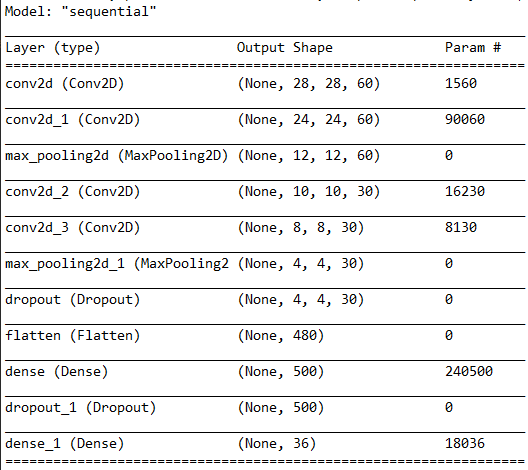 Model: "sequential"
Layer (type) Output Shape Param #
conv2d (Conv2D) (None, 28, 28, 60) 1560
conv2d_1 (Conv2D) (None, 24, 24, 60) 90060
max_pooling2d (MaxPooling2D) (None, 12, 12, 60) 0
conv2d_2 (Conv2D) (None, 10, 10, 30) 16230
conv2d_3 (Conv2D) (None, 8, 8, 30) 8130
max_pooling2d_1 (MaxPooling2 (None, 4, 4, 30) 0
dropout (Dropout) (None, 4, 4, 30) 0
flatten (Flatten) (None, 480) 0
dense (Dense) (None, 500) 240500
dropout_1 (Dropout) (None, 500) 0
dense_1 (Dense) (None, 36) 18036